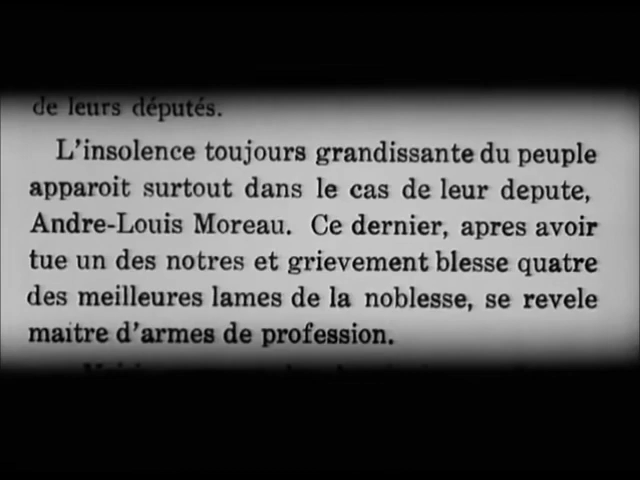 de leurs députés.
L'insolence toujours grandissante du peuple
apparoit surtout dans le cas de leur depute,
Andre-Louis Moreau. Ce dernier, apres avoir
tue un des notres et grievement blesse quatre
des meilleures lames de la noblesse, se revele
maitre d'armes de profession.